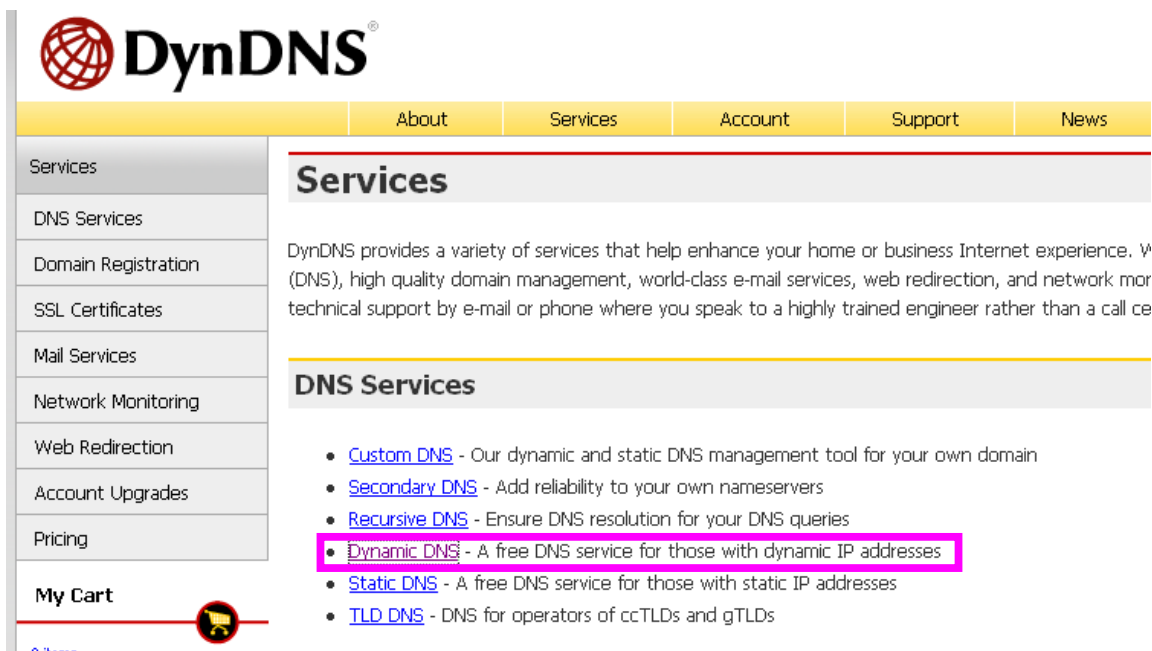 DynDNS®
About Services Account Support News
Services
DNS Services
Domain Registration
SSL Certificates
Mail Services
Network Monitoring
Web Redirection
Account Upgrades
Pricing
My Cart
Services
DynDNS provides a variety of services that help enhance your home or business Internet experience. W
(DNS), high quality domain management, world-class e-mail services, web redirection, and network mor
technical support by e-mail or phone where you speak to a highly trained engineer rather than a call ce
DNS Services
• Custom DNS - Our dynamic and static DNS management tool for your own domain
• Secondary DNS - Add reliability to your own nameservers
• Recursive DNS - Ensure DNS resolution for your DNS queries
• Dynamic DNS - A free DNS service for those with dynamic IP addresses
• Static DNS - A free DNS service for those with static IP addresses
• TLD DNS - DNS for operators of ccTLDs and gTLDs